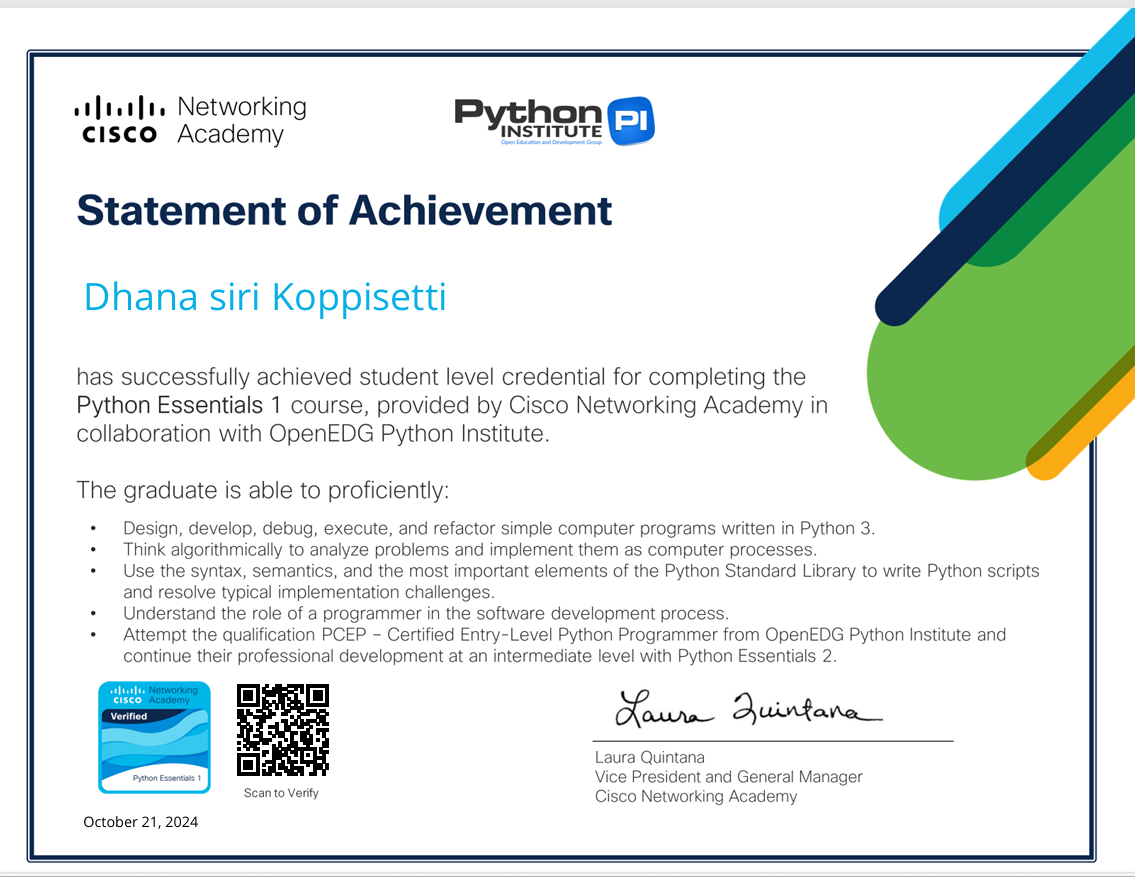 Networking
Academy
CISCO
Python
INSTITUTE
PI
Open Education and Development Group
Statement of Achievement
Dhana siri Koppisetti
has successfully achieved student level credential for completing the
Python Essentials 1 course, provided by Cisco Networking Academy in
collaboration with OpenEDG Python Institute.
The graduate is able to proficiently:
• Design, develop, debug, execute, and refactor simple computer programs written in Python 3.
• Think algorithmically to analyze problems and implement them as computer processes.
• Use the syntax, semantics, and the most important elements of the Python Standard Library to write Python scripts
and resolve typical implementation challenges.
• Understand the role of a programmer in the software development process.
• Attempt the qualification PCEP – Certified Entry-Level Python Programmer from OpenEDG Python Institute and
continue their professional development at an intermediate level with Python Essentials 2.
Networking
CISCO Academy
Verified
Python Essentials 1
Scan to Verify
October 21, 2024
Laura Quintana
Laura Quintana
Vice President and General Manager
Cisco Networking Academy